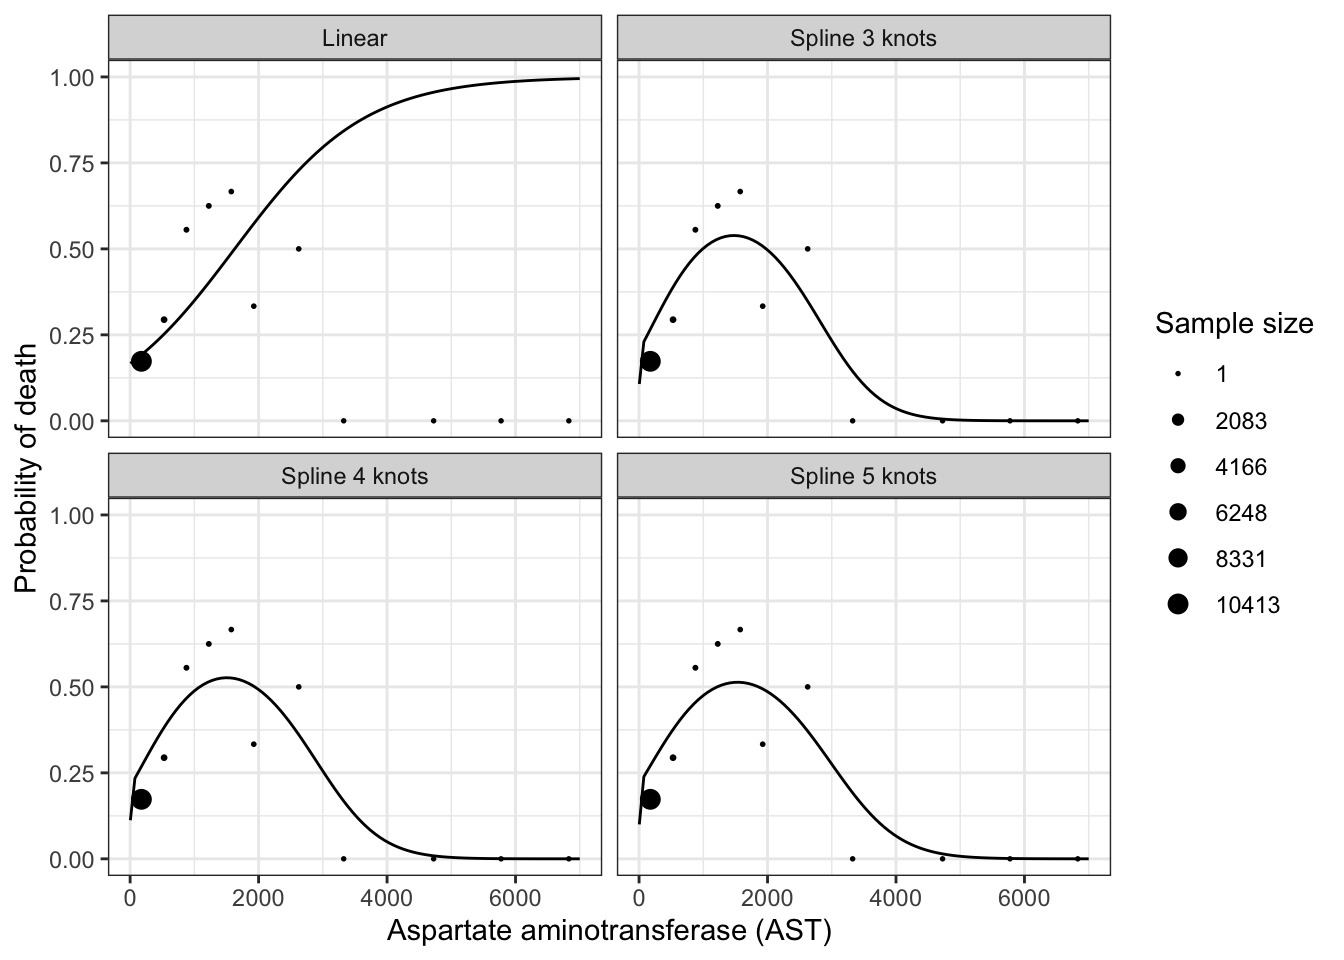 Linear
Spline 3 knots
1.00
0.75
0.50
0.25
0.00
Spline 4 knots
Spline 5 knots
1.00
0.75
0.50
0.25
0.00
0 2000 4000 6000
0 2000 4000 6000
Aspartate aminotransferase (AST)
Probability of death
Sample size
1
2083
4166
6248
8331
10413